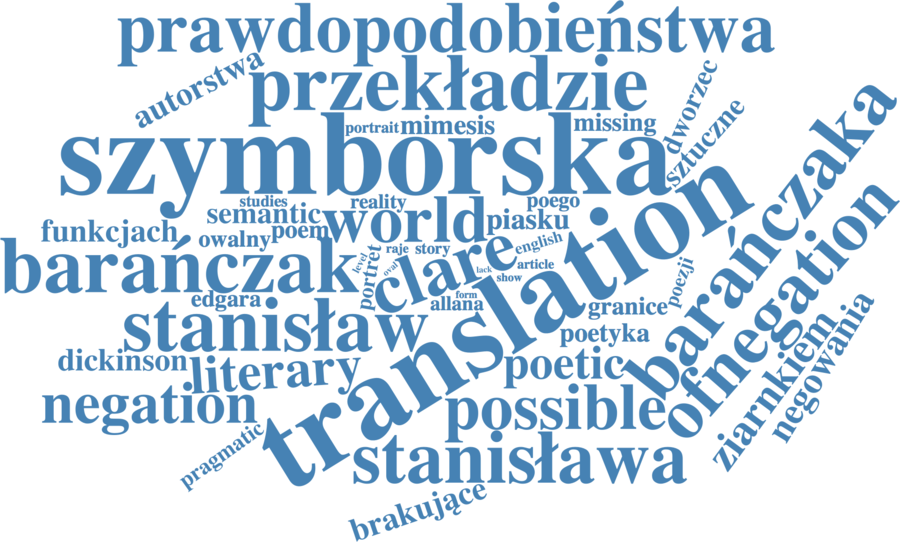 prawdopodobieństwa
autorstwa
przekładzie
dworzec
sztuczne
portrait
mimesis
missing
szymborska
barańczaka
studies
reality
poego
semantic
world
piasku
funkcjach
owalny
poem
translation
ofnegation
barańczak
level
portret
oval
raje
story
clare
english
lack
article
show
poezji
edgara
form
allana
granice
stanisław
poetyka
ziarnkiem
negowania
dickinson
literary
poetic
negation
possible
pragmatic
stanisława
brakujące